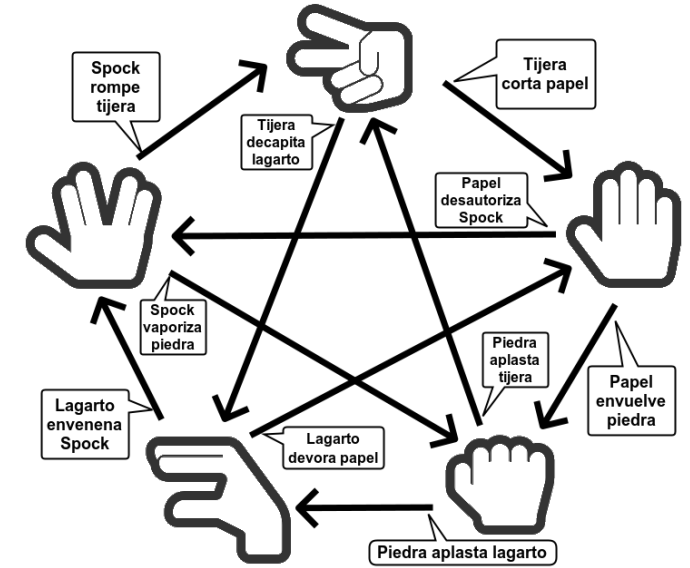 Spock
rompe
tijera
Tijera
corta papel
Tijera
decapita
lagarto
Papel
desautoriza
Spock
Spock
vaporiza
piedra
Piedra
aplasta
tijera
Papel
envuelve
piedra
Lagarto
envenena
Spock
Lagarto
devora papel
Piedra aplasta lagarto